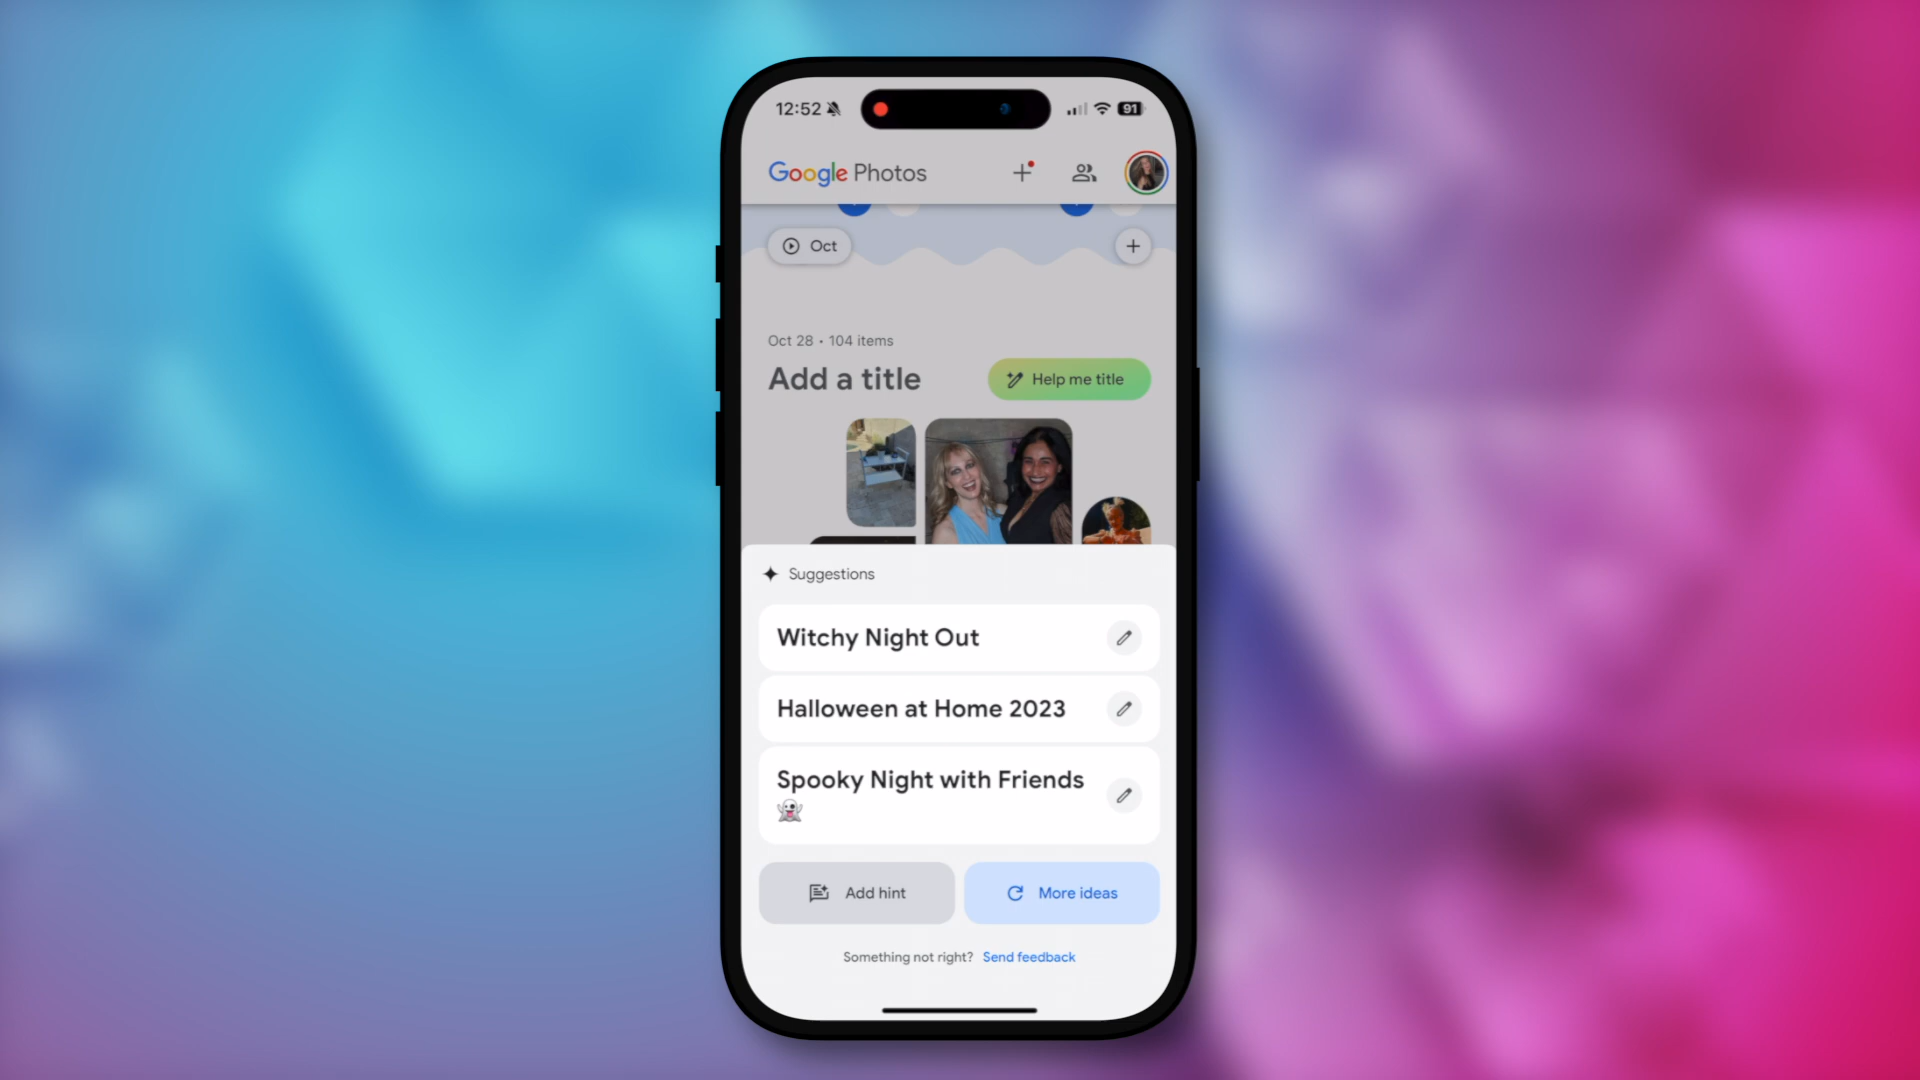 12:52 91
Google Photos
Oct
Oct 28 • 104 items
Add a title
Help me title
Suggestions
Witchy Night Out
Halloween at Home 2023
Spooky Night with Friends
👻
Add hint
More ideas
Something not right? Send feedback